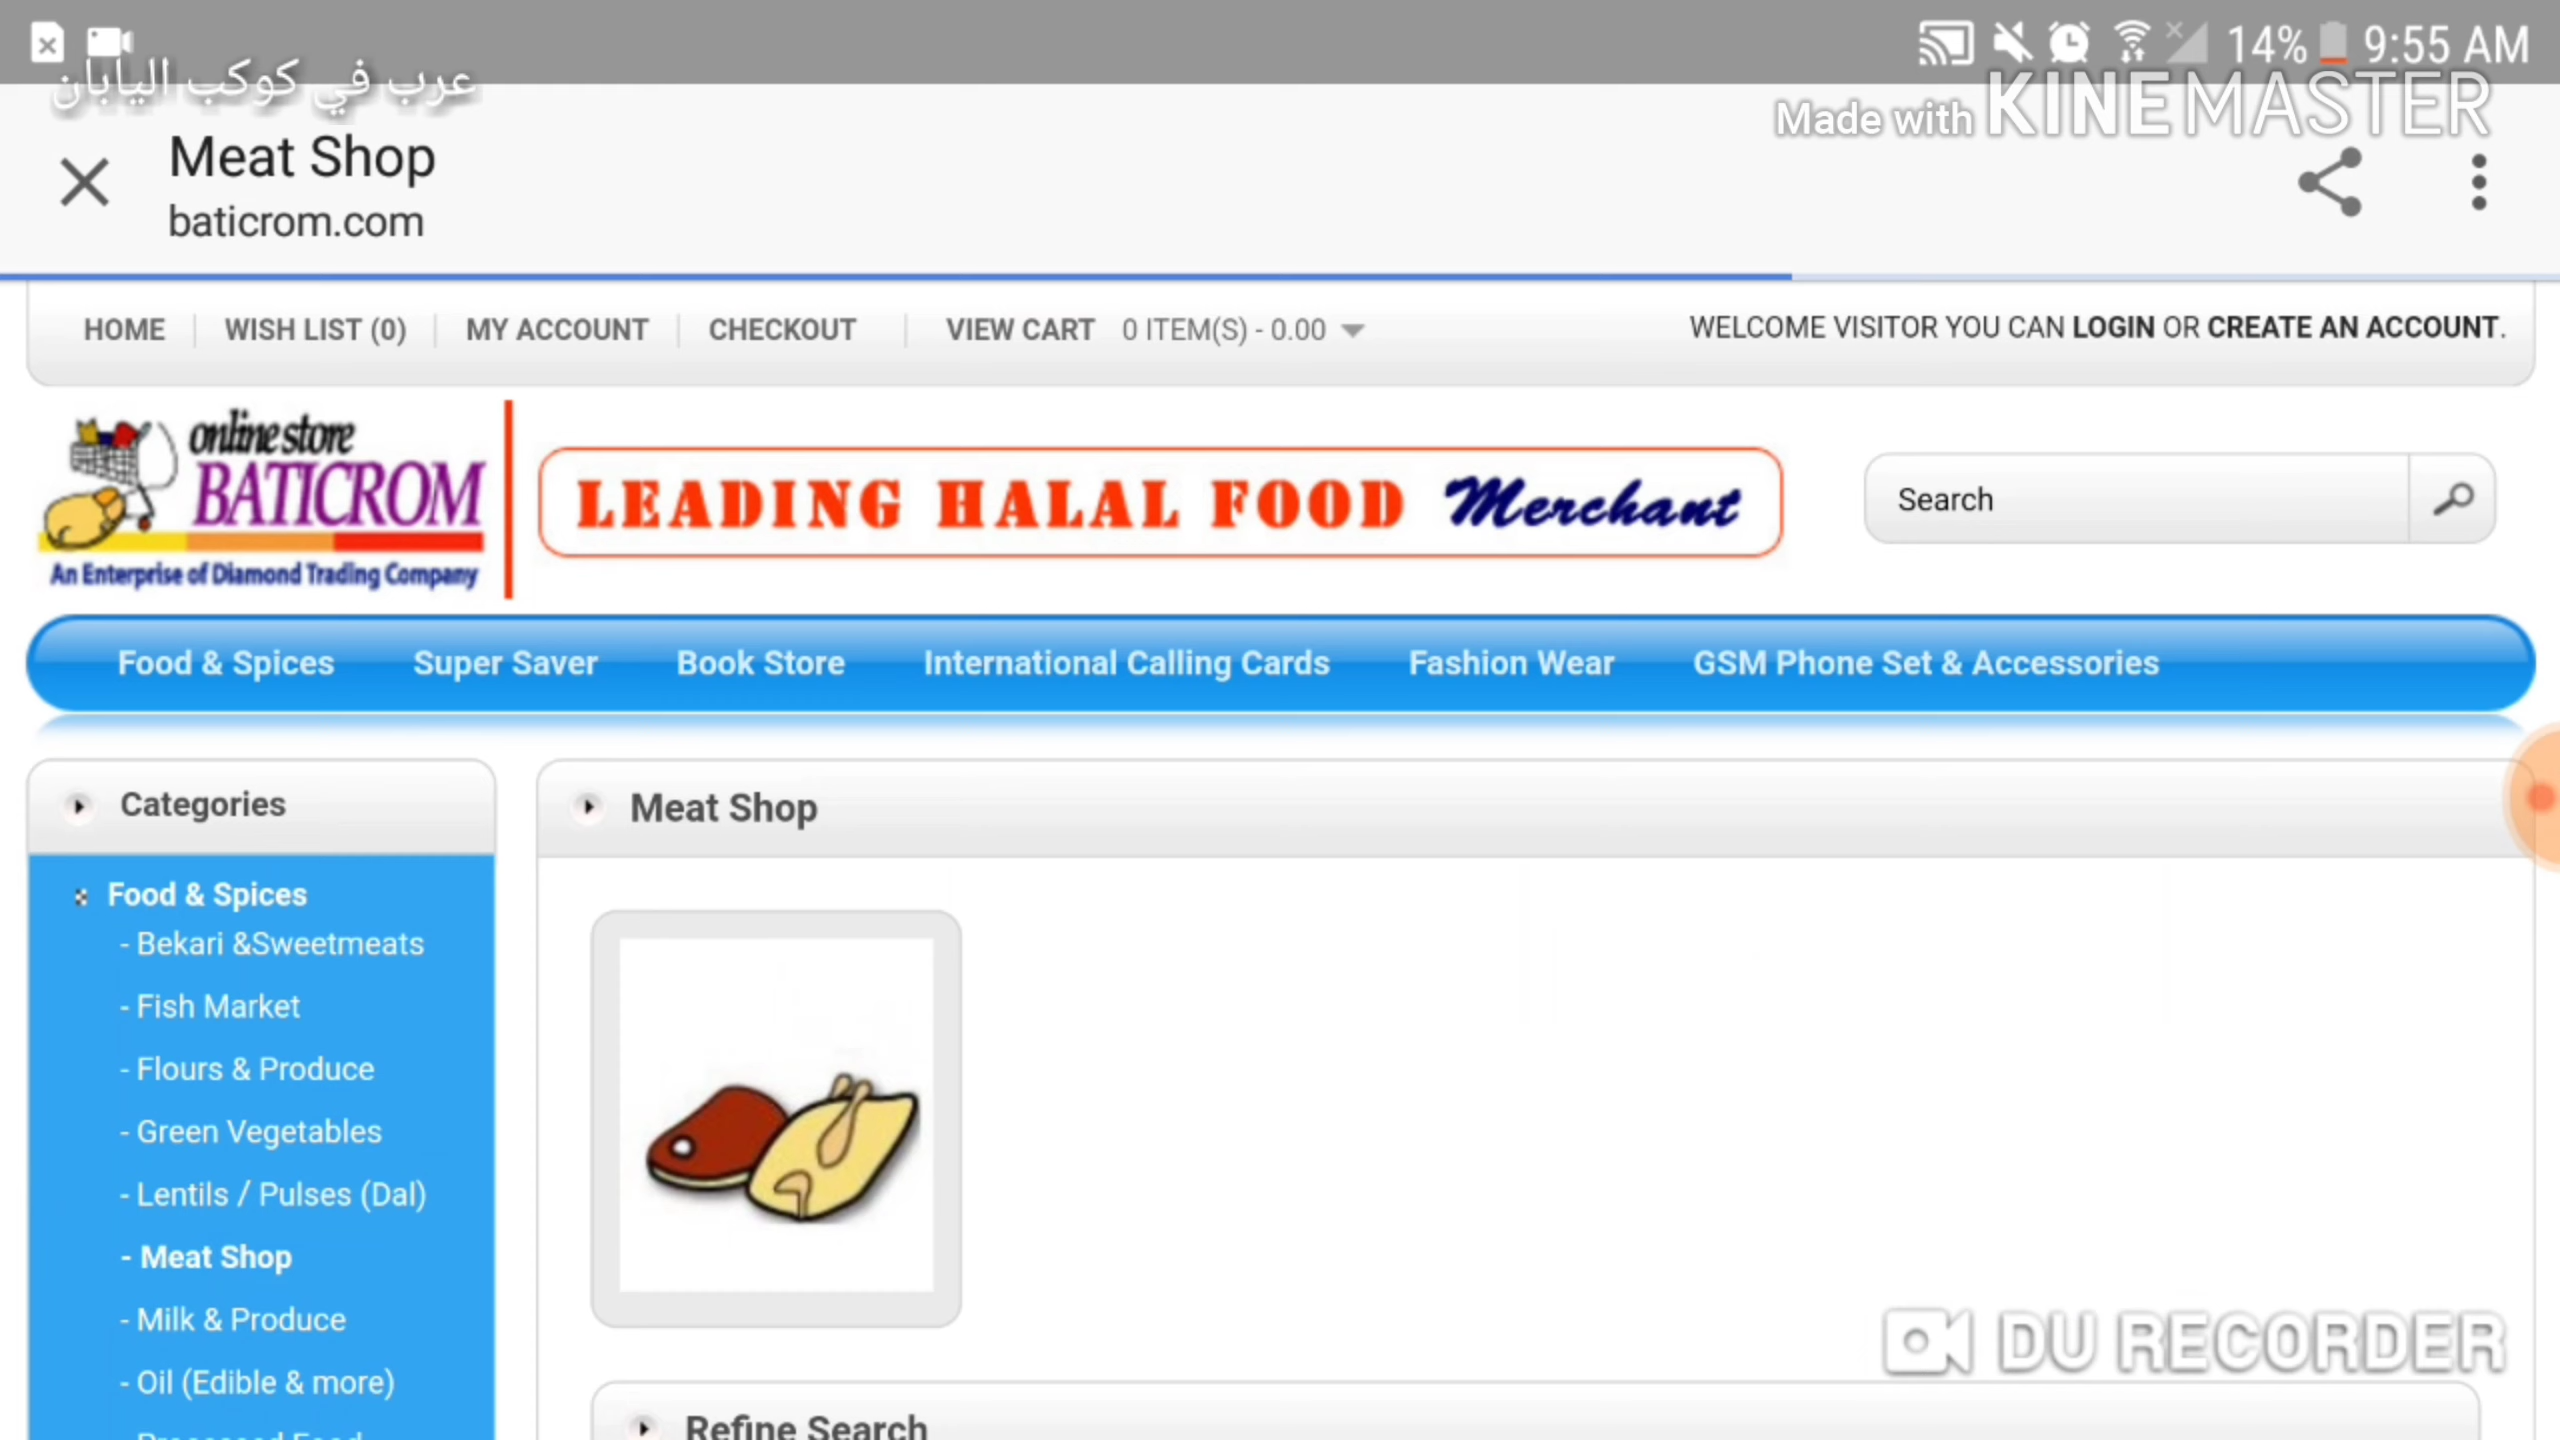 14% 9:55 AM
عرب في كوكب اليابان
Made with KINEMASTER
Meat Shop
baticrom.com
HOME WISH LIST (0) MY ACCOUNT CHECKOUT VIEW CART 0 ITEM(S) - 0.00
WELCOME VISITOR YOU CAN LOGIN OR CREATE AN ACCOUNT.
online store
BATICROM
An Enterprise of Diamond Trading Company
LEADING HALAL FOOD Merchant
Search
Food & Spices Super Saver Book Store International Calling Cards Fashion Wear GSM Phone Set & Accessories
Categories
Food & Spices
- Bekari &Sweetmeats
- Fish Market
- Flours & Produce
- Green Vegetables
- Lentils / Pulses (Dal)
- Meat Shop
- Milk & Produce
- Oil (Edible & more)
Meat Shop
Refine Search
DU RECORDER